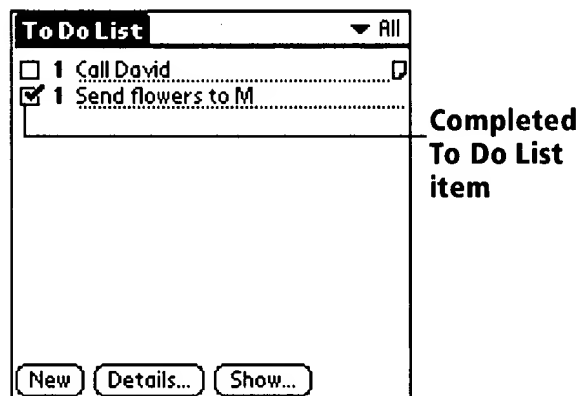 To Do List All
1 Call David
1 Send flowers to M
Completed
To Do List
item
New Details... Show...